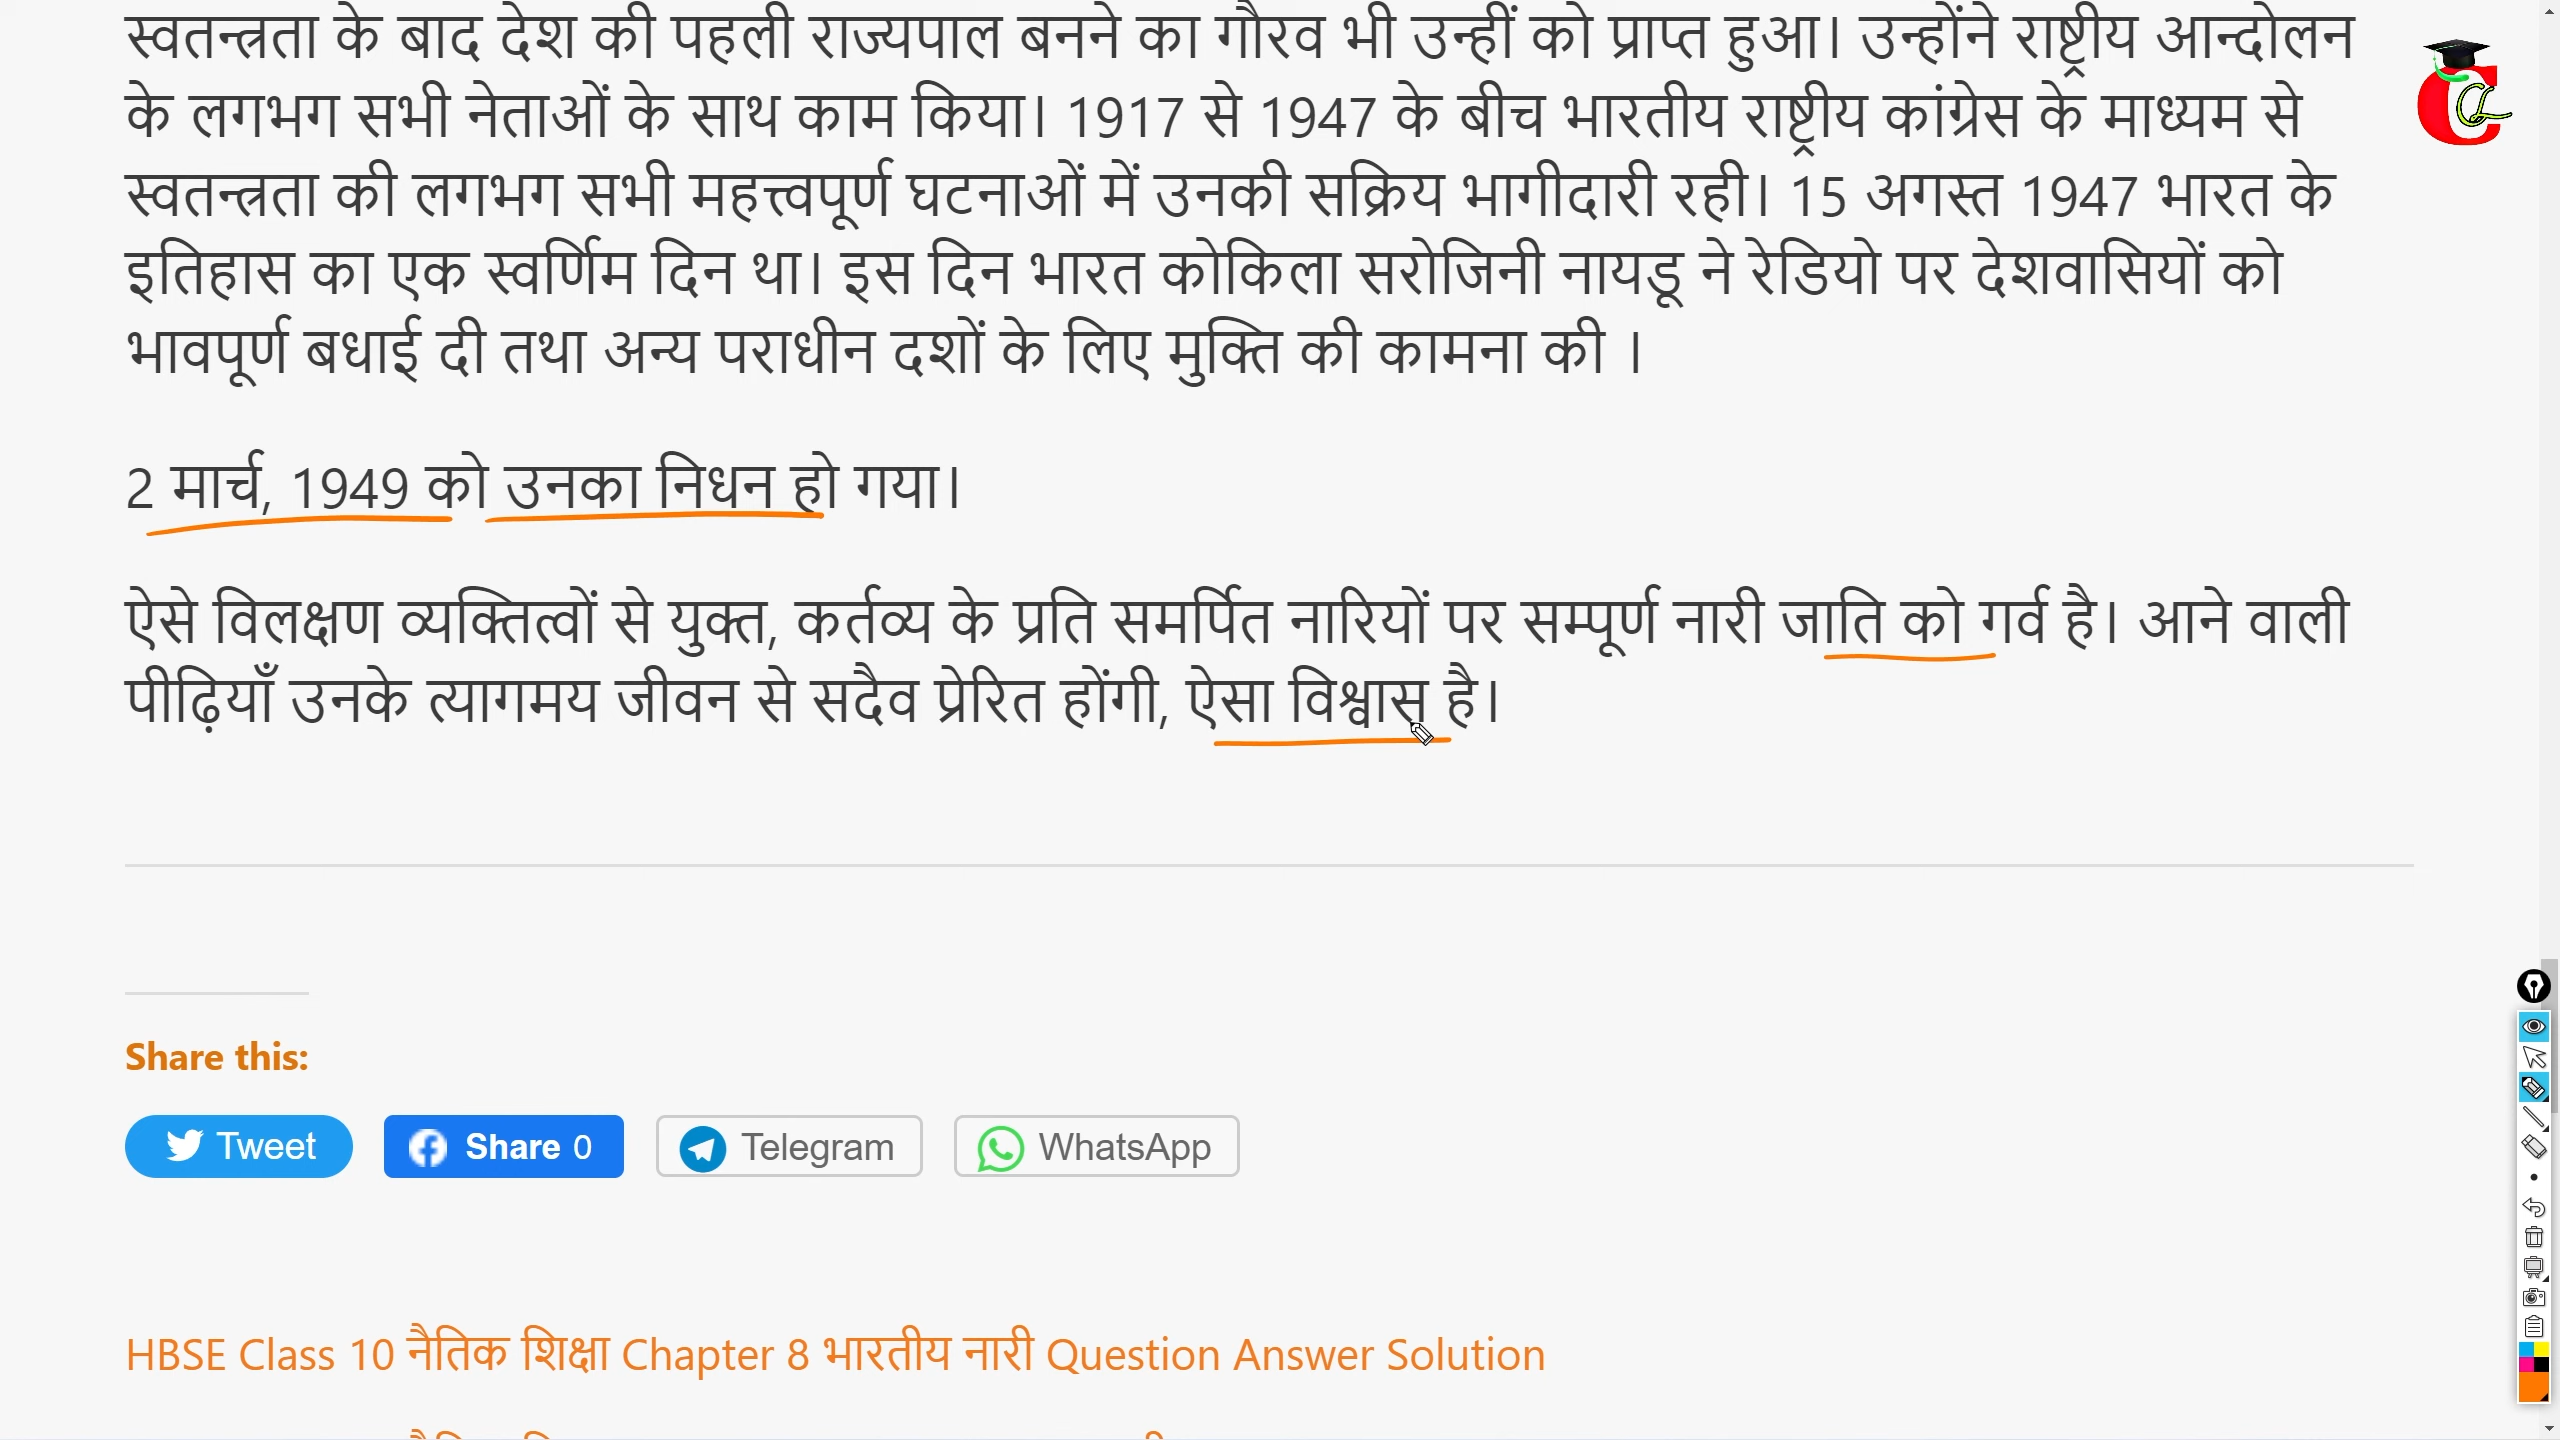 स्वतन्त्रता के बाद देश की पहली राज्यपाल बनने का गौरव भी उन्हीं को प्राप्त हुआ। उन्होंने राष्ट्रीय आन्दोलन
के लगभग सभी नेताओं के साथ काम किया। 1917 से 1947 के बीच भारतीय राष्ट्रीय कांग्रेस के माध्यम से
स्वतन्त्रता की लगभग सभी महत्त्वपूर्ण घटनाओं में उनकी सक्रिय भागीदारी रही। 15 अगस्त 1947 भारत के
इतिहास का एक स्वर्णिम दिन था। इस दिन भारत कोकिला सरोजिनी नायडू ने रेडियो पर देशवासियों को
भावपूर्ण बधाई दी तथा अन्य पराधीन दशों के लिए मुक्ति की कामना की ।
2 मार्च, 1949 को उनका निधन हो गया।
ऐसे विलक्षण व्यक्तित्वों से युक्त, कर्तव्य के प्रति समर्पित नारियों पर सम्पूर्ण नारी जाति को गर्व है। आने वाली
पीढ़ियाँ उनके त्यागमय जीवन से सदैव प्रेरित होंगी, ऐसा विश्वास है।
Share this:
Tweet Share 0 Telegram WhatsApp
HBSE Class 10 नैतिक शिक्षा Chapter 8 भारतीय नारी Question Answer Solution